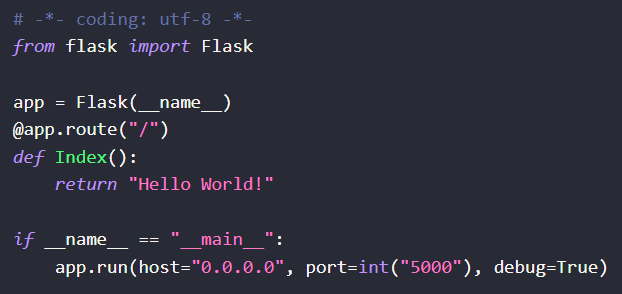 # -*- coding: utf-8 -*-
from flask import Flask

app = Flask(__name__)
@app.route("/")
def Index():
    return "Hello World!"

if __name__ == "__main__":
    app.run(host="0.0.0.0", port=int("5000"), debug=True)